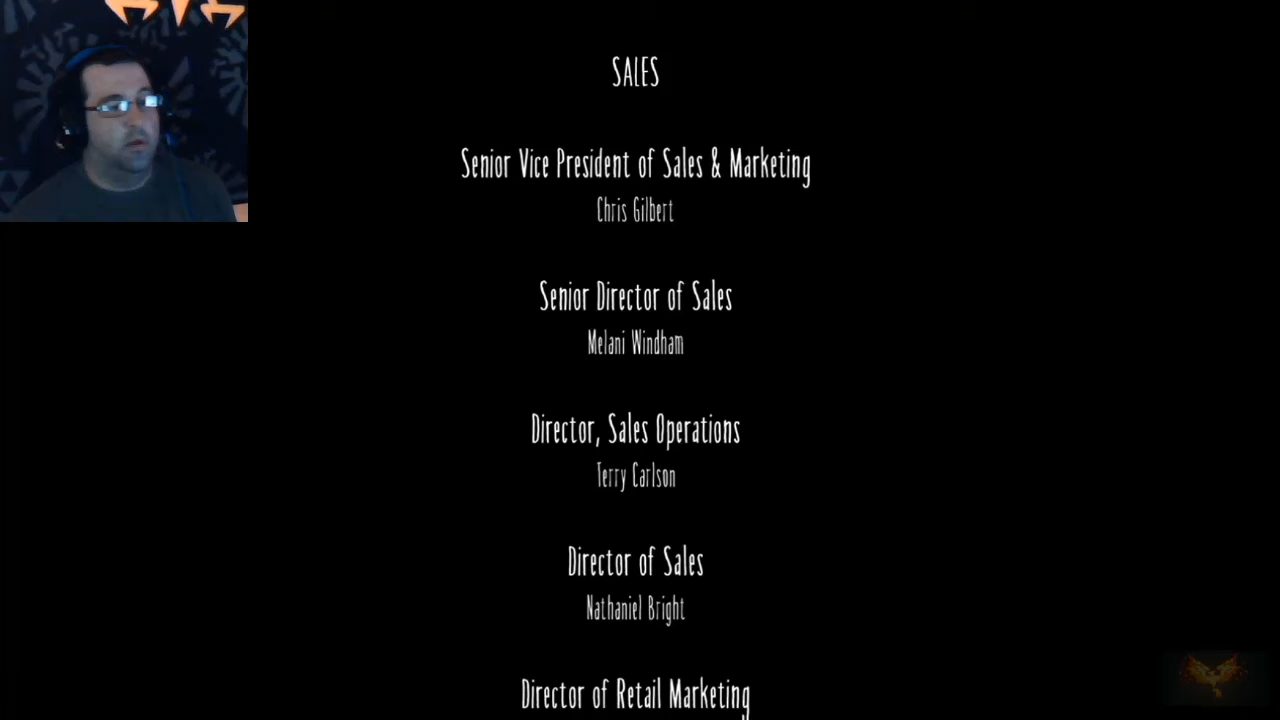 SALES
Senior Vice President of Sales & Marketing
Chris Gilbert
Senior Director of Sales
Melani Windham
Director, Sales Operations
Terry Carlson
Director of Sales
Nathaniel Bright
Director of Retail Marketing